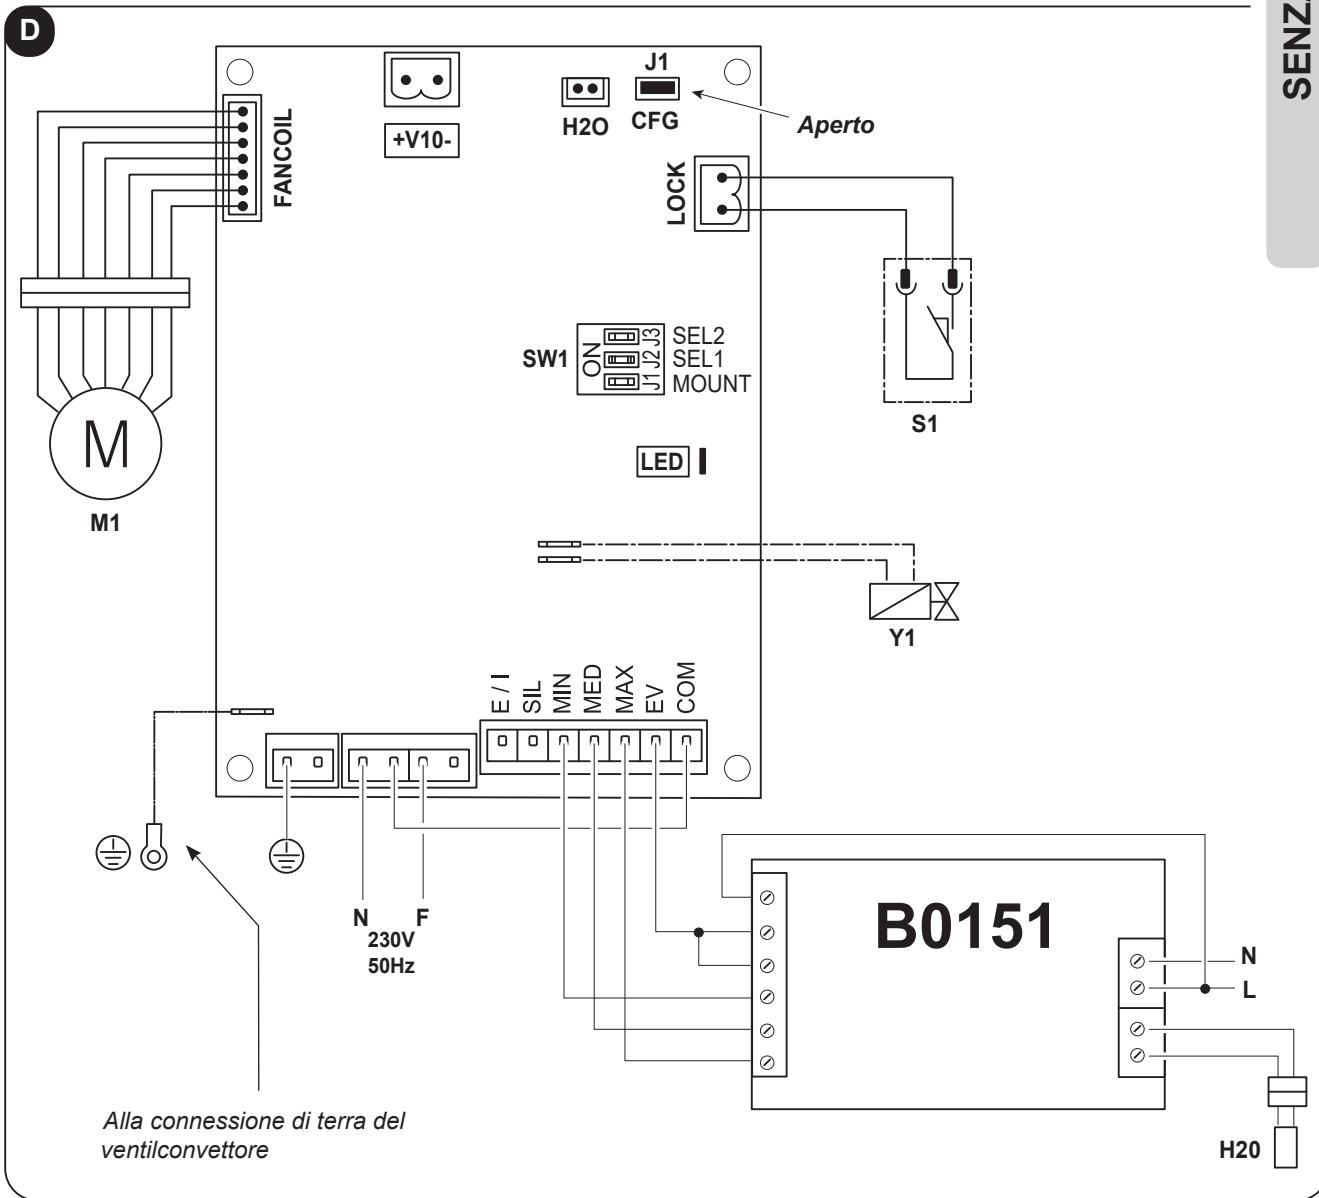 D
SENZ
J1
H2O
CFG
Aperto
+V10-
FANCOIL
LOCK
SW1
ON
J3
J2
J1
SEL2
SEL1
MOUNT
S1
LED
M
M1
Y1
E / I
SIL
MIN
MED
MAX
EV
COM
N
F
230V
50Hz
B0151
N
L
H20
Alla connessione di terra del
ventilconvettore